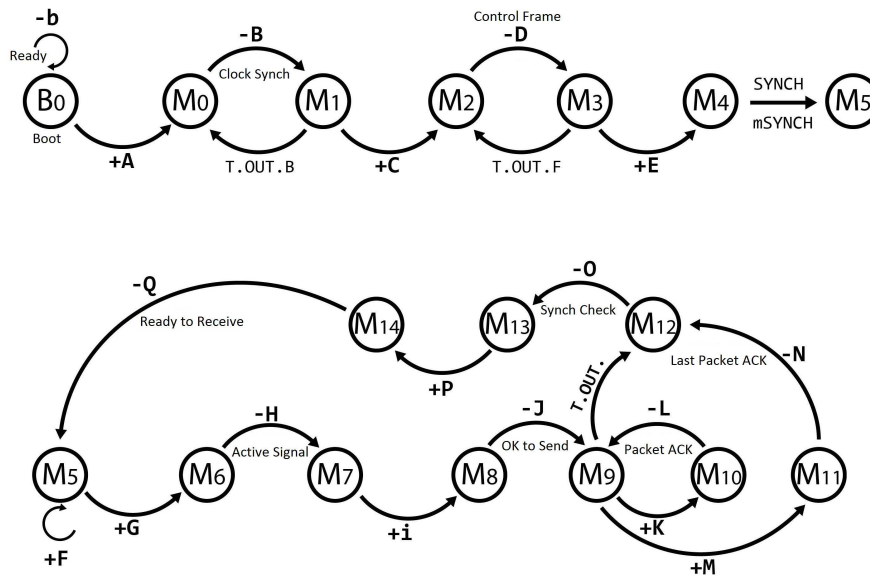 -b
Ready
B0
Boot
+A
M0
-B
Clock Synch
T.OUT.B
M1
+C
M2
Control Frame
-D
T.OUT.F
M3
+E
M4
SYNCH
mSYNCH
M5
-Q
Ready to Receive
M14
+P
M13
-O
Synch Check
M12
T.OUT.
Last Packet ACK
-N
M5
+F
+G
M6
-H
Active Signal
M7
+i
M8
-J
OK to Send
M9
-L
Packet ACK
+K
M10
+M
M11